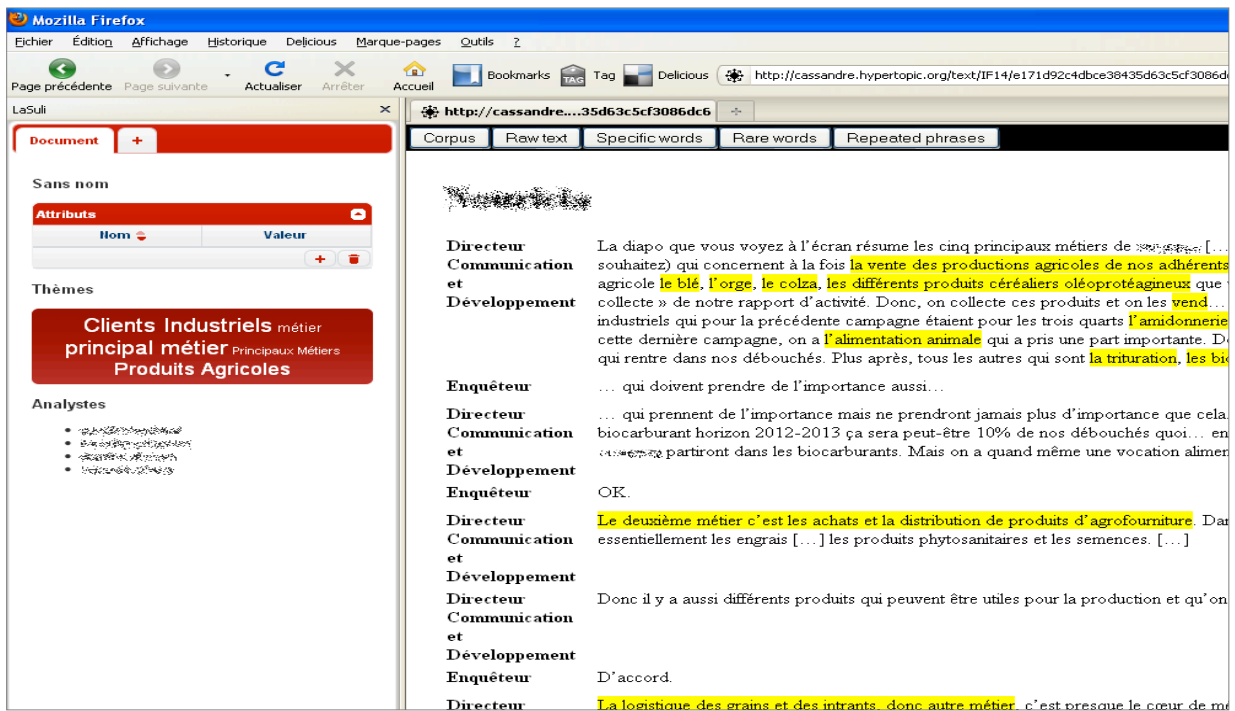 Mozilla Firefox
Eichier Édition Affichage Historique Delicious Marque-pages Outils ?
Page précédente Page suivante Actualiser Arrêter Accueil Bookmarks TAG Tag Delicious http://cassandre.hypertopic.org/text/IF14/e171d92c4dbce38435d63c5cf3086d
LaSuli
http://cassandre....35d63c5cf3086dc6
Document +
Corpus Raw text Specific words Rare words Repeated phrases
Sans nom
Attributs
Nom Valeur
+
Thèmes
Clients Industriels métier
principal métier Principaux Métiers
Produits Agricoles
Analystes
Directeur La diapo que vous voyez à l'écran résume les cinq principaux métiers de [...
Communication souhaitez) qui concernent à la fois la vente des productions agricoles de nos adhérents
et agricole le blé, l'orge, le colza, les différents produits céréaliers oléoprotéagineux que
Développement collecte » de notre rapport d'activité. Donc, on collecte ces produits et on les vend...
industriels qui pour la précédente campagne étaient pour les trois quarts l'amidonnerie
cette dernière campagne, on a l'alimentation animale qui a pris une part importante.
qui rentre dans nos débouchés. Plus après, tous les autres qui sont la trituration, les
Enquêteur ... qui doivent prendre de l'importance aussi...
Directeur ... qui prennent de l'importance mais ne prendront jamais plus d'importance que cela.
Communication biocarburant horizon 2012-2013 ça sera peut-être 10% de nos débouchés quoi... en
et partiront dans les biocarburants. Mais on a quand même une vocation alimen
Développement
Enquêteur OK.
Directeur Le deuxième métier c'est les achats et la distribution de produits d'agrofourniture. Dan
Communication essentiellement les engrais [...] les produits phytosanitaires et les semences. [...]
et
Développement
Directeur Donc il y a aussi différents produits qui peuvent être utiles pour la production et qu'on
Communication
et
Développement
Enquêteur D'accord.
Directeur La logistique des grains et des intrants, donc autre métier, c'est presque le cœur de mé